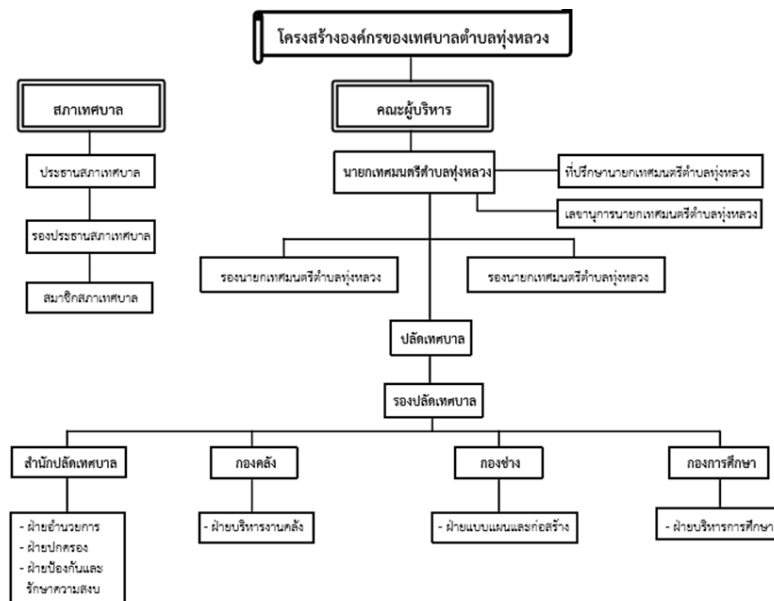 โครงสร้างองค์กรของเทศบาลตำบลทุ่งหลวง
สภาเทศบาล
ประธานสภาเทศบาล
รองประธานสภาเทศบาล
สมาชิกสภาเทศบาล
คณะผู้บริหาร
นายกเทศมนตรีตำบลทุ่งหลวง
ที่ปรึกษานายกเทศมนตรีตำบลทุ่งหลวง
เลขานุการนายกเทศมนตรีตำบลทุ่งหลวง
รองนายกเทศมนตรีตำบลทุ่งหลวง
รองนายกเทศมนตรีตำบลทุ่งหลวง
ปลัดเทศบาล
รองปลัดเทศบาล
สำนักปลัดเทศบาล
- ฝ่ายอำนวยการ
- ฝ่ายปกครอง
- ฝ่ายป้องกันและ
รักษาความสงบ
กองคลัง
- ฝ่ายบริหารงานคลัง
กองช่าง
- ฝ่ายแบบแผนและก่อสร้าง
กองการศึกษา
- ฝ่ายบริหารการศึกษา